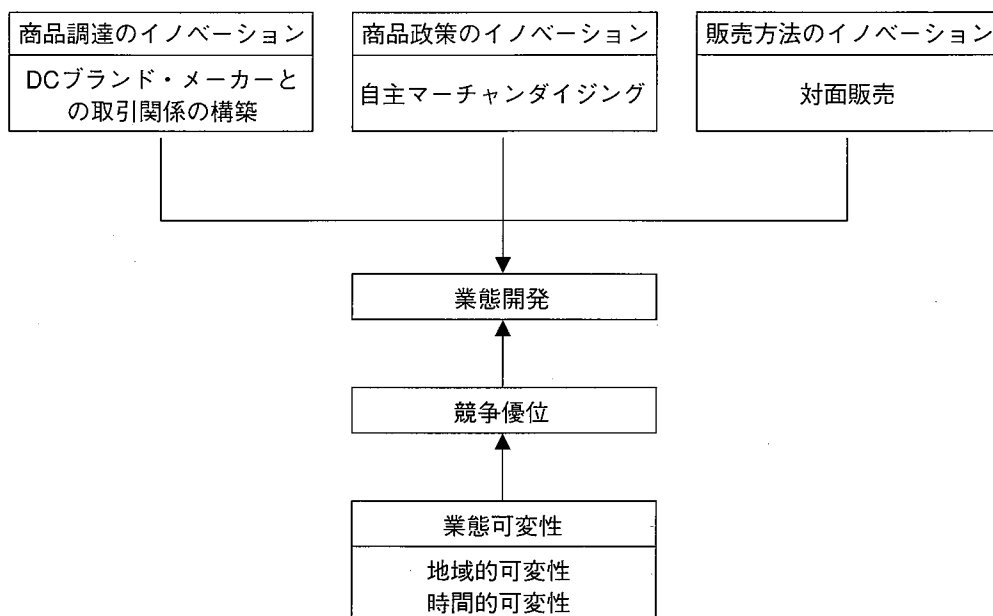 商品調達のイノベーション
DCブランド・メーカーと
の取引関係の構築
商品政策のイノベーション
自主マーチャンダイジング
販売方法のイノベーション
対面販売
業態開発
競争優位
業態可変性
地域的可変性
時間的可変性